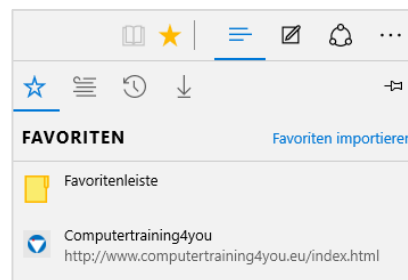 FAVORITEN
Favoriten importieren
Favoritenleiste
Computertraining4you
http://www.computertraining4you.eu/index.html